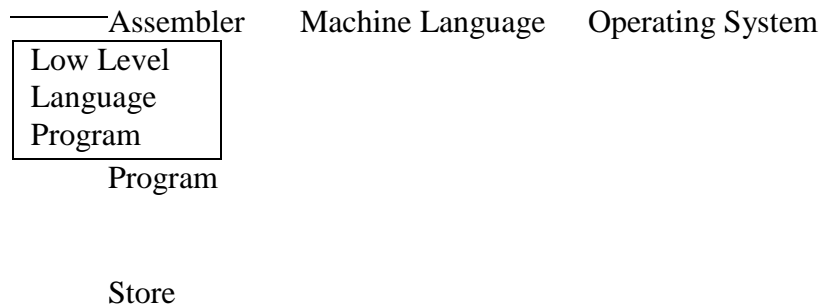 Assembler Machine Language Operating System
Low Level
Language
Program
Program
Store